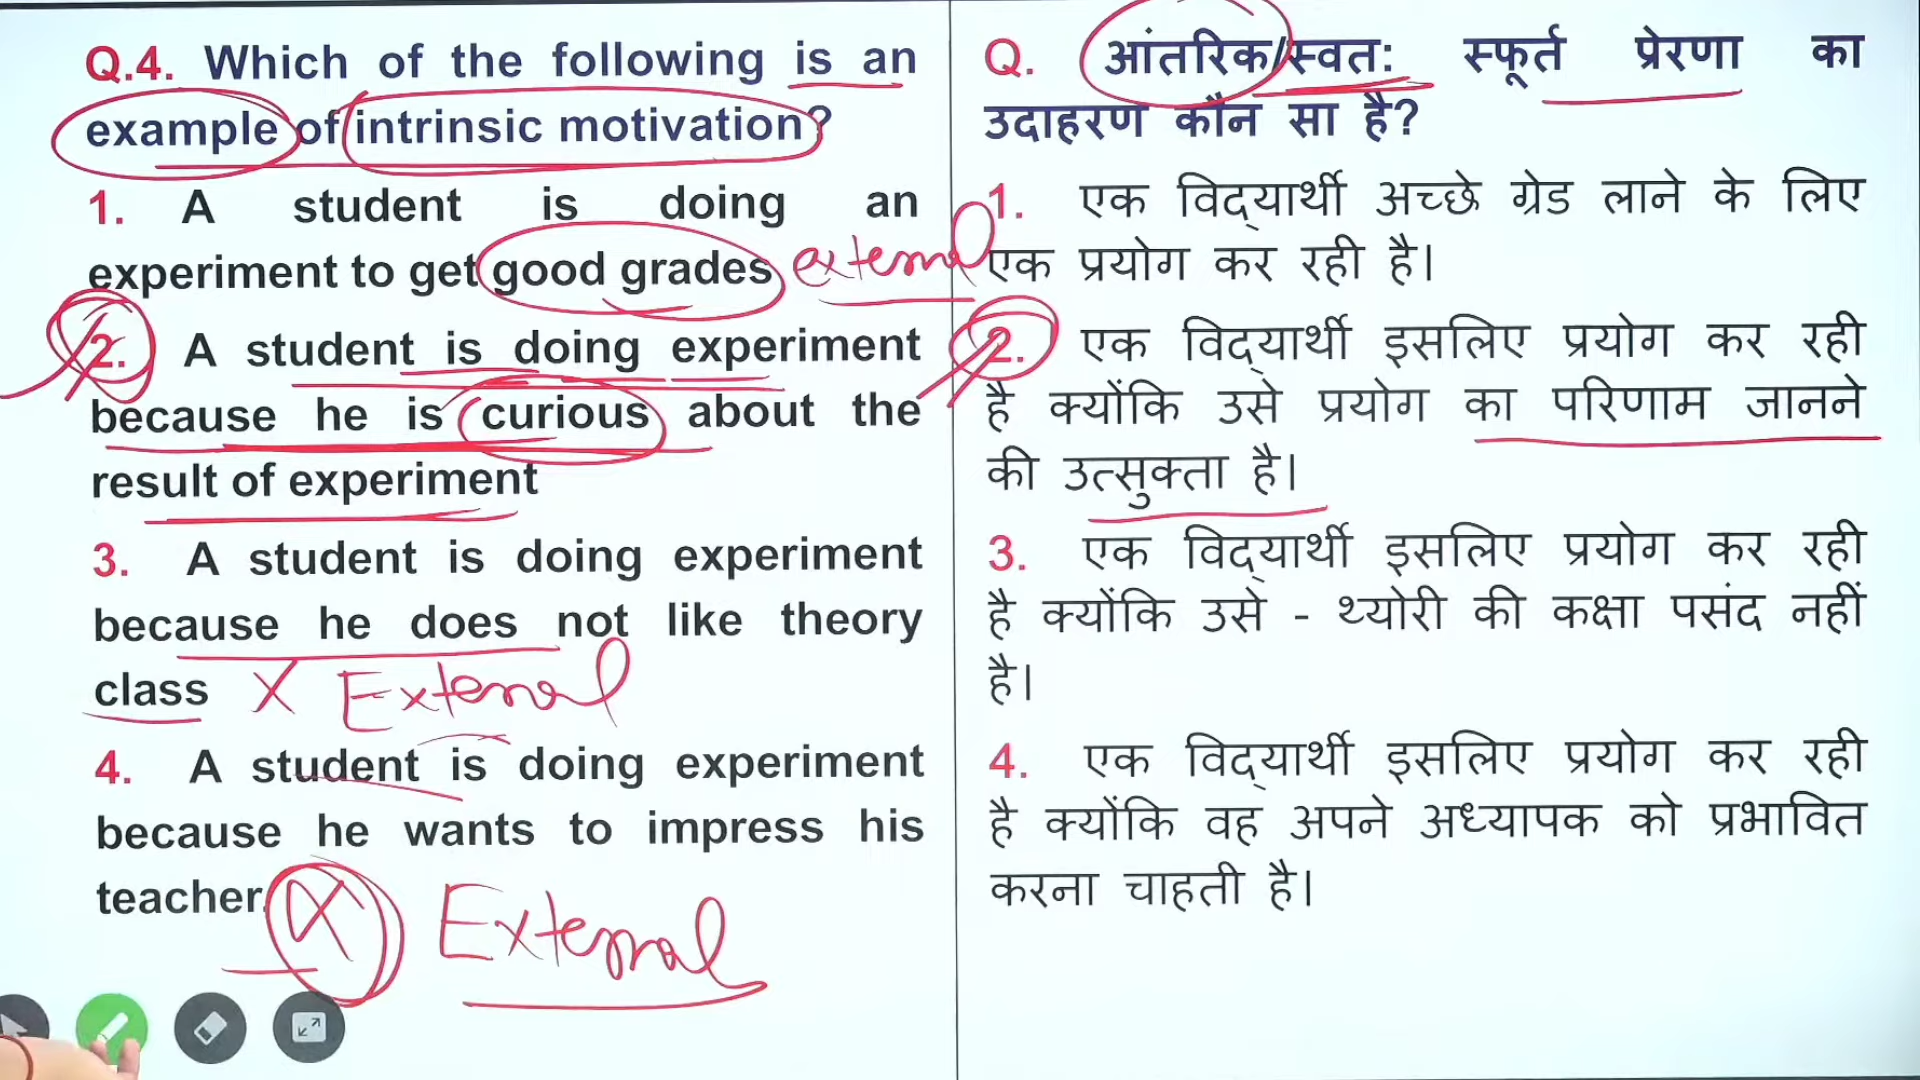 Q.4. Which of the following is an
example of intrinsic motivation?
1. A student is doing an
experiment to get good grades external
2. A student is doing experiment
because he is curious about the
result of experiment
3. A student is doing experiment
because he does not like theory
class X External
4. A student is doing experiment
because he wants to impress his
teacher. X External
Q. आंतरिक/स्वत: स्फूर्त प्रेरणा का
उदाहरण कौन सा है?
1. एक विद्यार्थी अच्छे ग्रेड लाने के लिए
एक प्रयोग कर रही है।
2. एक विद्यार्थी इसलिए प्रयोग कर रही
है क्योंकि उसे प्रयोग का परिणाम जानने
की उत्सुक्ता है।
3. एक विद्यार्थी इसलिए प्रयोग कर रही
है क्योंकि उसे - थ्योरी की कक्षा पसंद नहीं
है।
4. एक विद्यार्थी इसलिए प्रयोग कर रही
है क्योंकि वह अपने अध्यापक को प्रभावित
करना चाहती है।